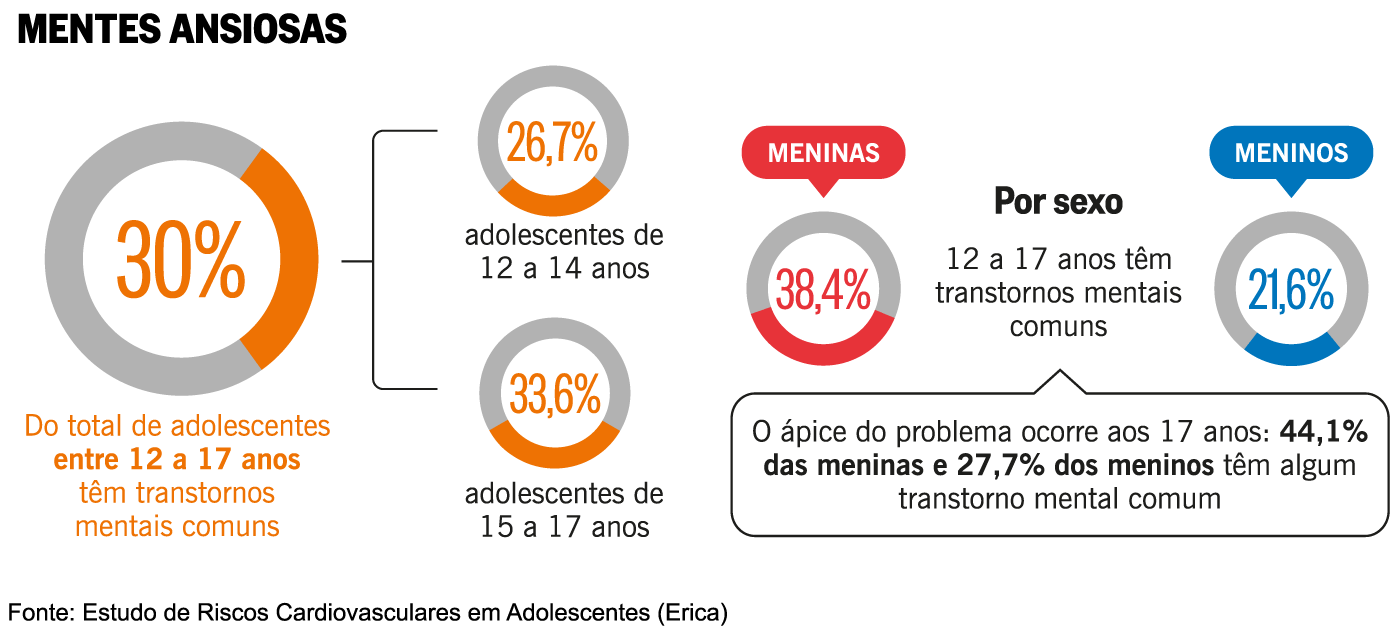 MENTES ANSIOSAS
30%
Do total de adolescentes
entre 12 a 17 anos
têm transtornos
mentais comuns
26,7%
adolescentes de
12 a 14 anos
33,6%
adolescentes de
15 a 17 anos
MENINAS
38,4%
Por sexo
12 a 17 anos têm
transtornos mentais
comuns
MENINOS
21,6%
O ápice do problema ocorre aos 17 anos: 44,1%
das meninas e 27,7% dos meninos têm algum
transtorno mental comum
Fonte: Estudo de Riscos Cardiovasculares em Adolescentes (Erica)